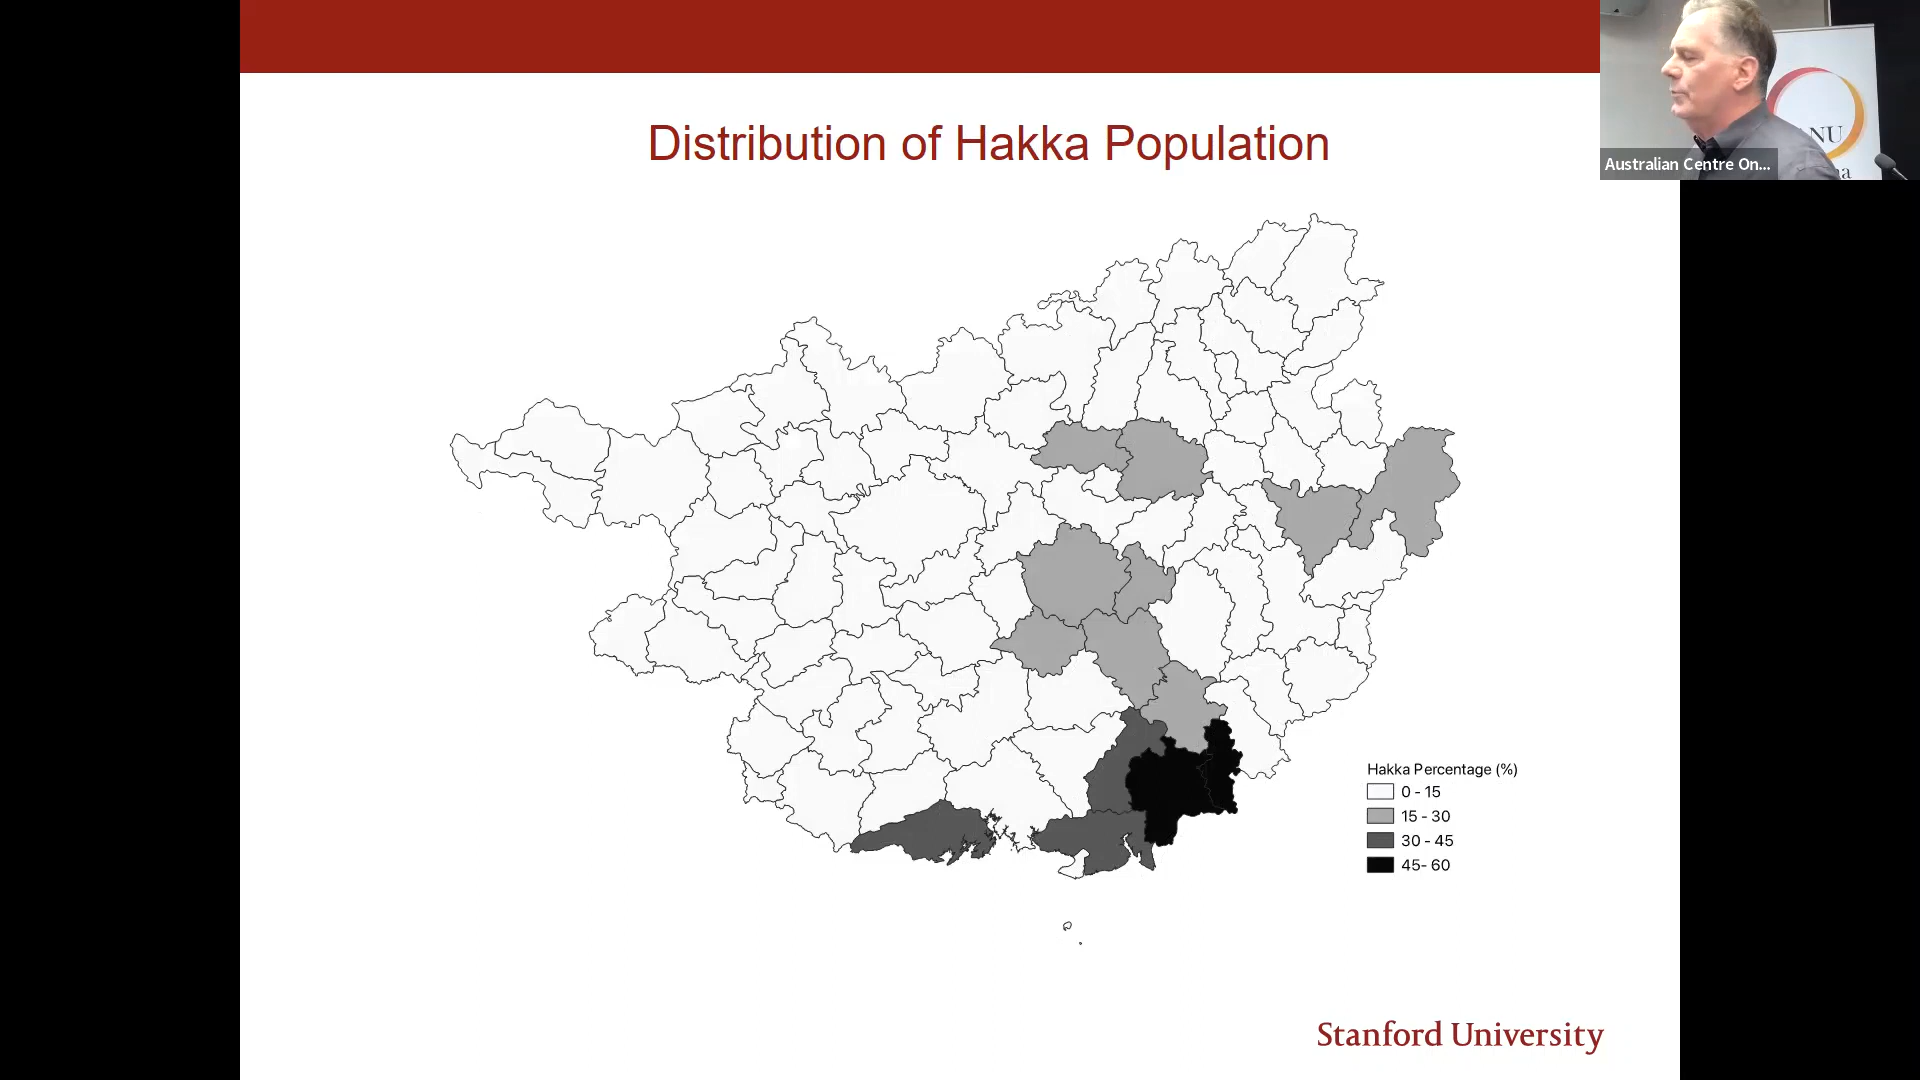 Distribution of Hakka Population
ANU
Australian Centre On...
Hakka Percentage (%)
0 - 15
15 - 30
30 - 45
45- 60
Stanford University